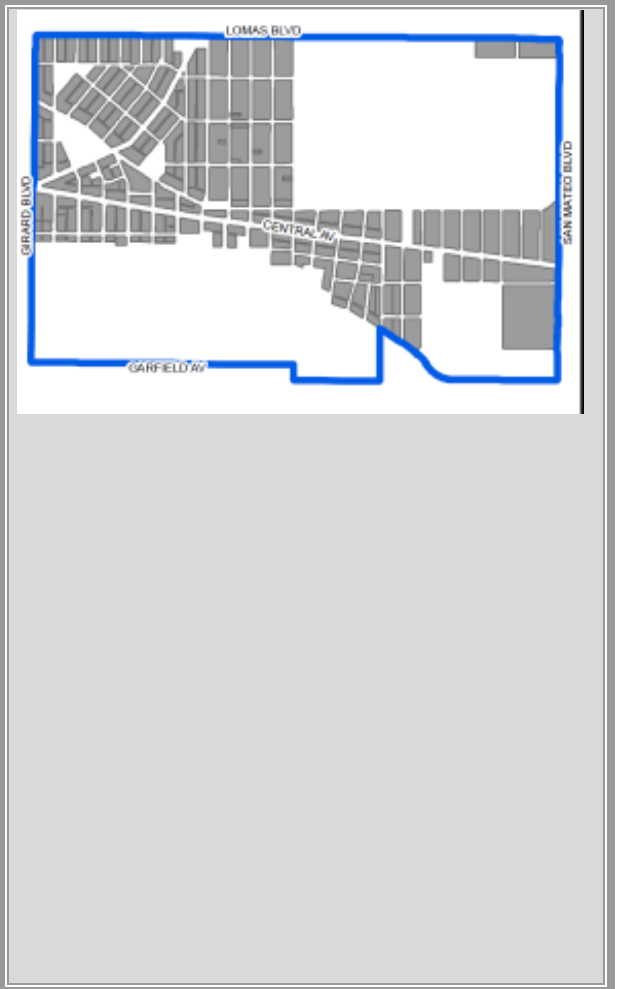 LOMAS BLVD
GIRARD BLVD
SAN MATEO BLVD
CENTRAL AV
GARFIELD AV